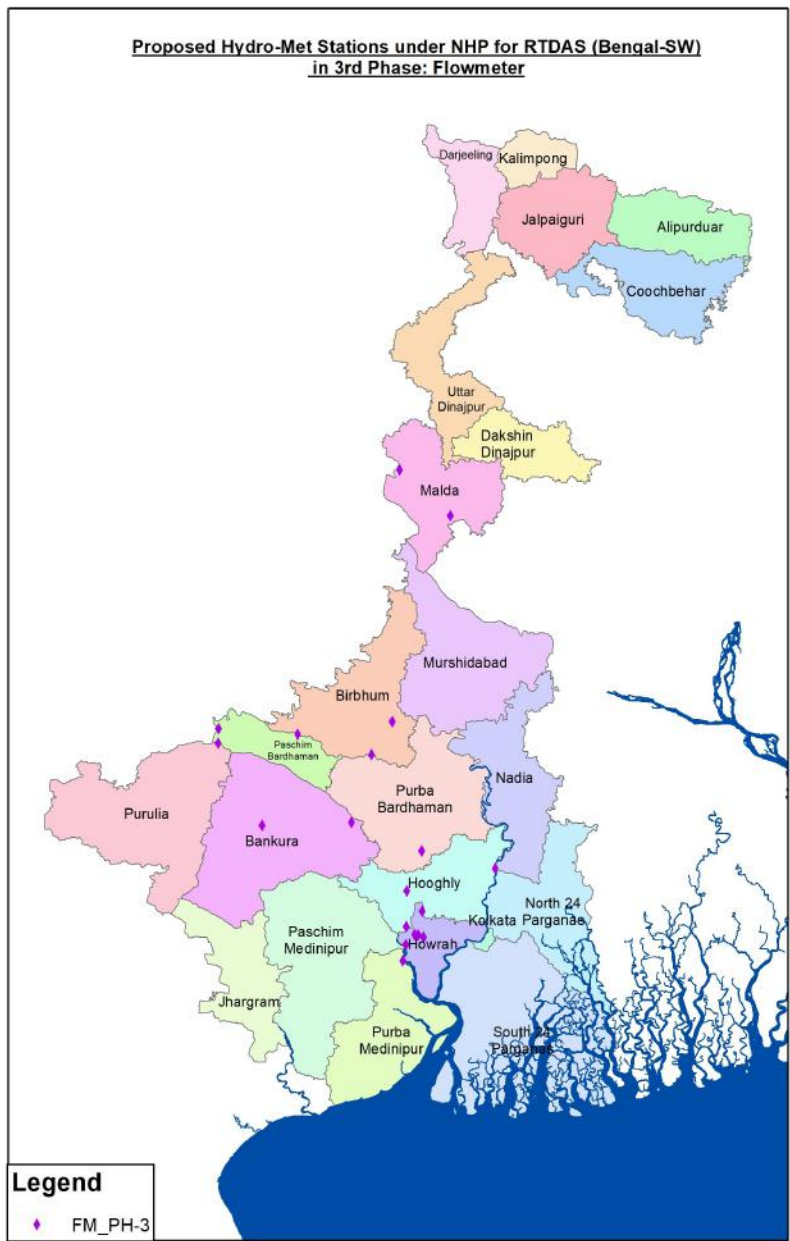 Proposed Hydro-Met Stations under NHP for RTDAS (Bengal-SW)
in 3rd Phase: Flowmeter
Darjeeling
Kalimpong
Jalpaiguri
Alipurduar
Coochbehar
Uttar
Dinajpur
Dakshin
Dinajpur
Malda
Murshidabad
Birbhum
Paschim
Bardhaman
Purba
Bardhaman
Nadia
Purulia
Bankura
Hooghly
North 24
Parganas
Kolkata
Howrah
Paschim
Medinipur
Jhargram
Purba
Medinipur
South 24
Parganas
Legend
FM_PH-3